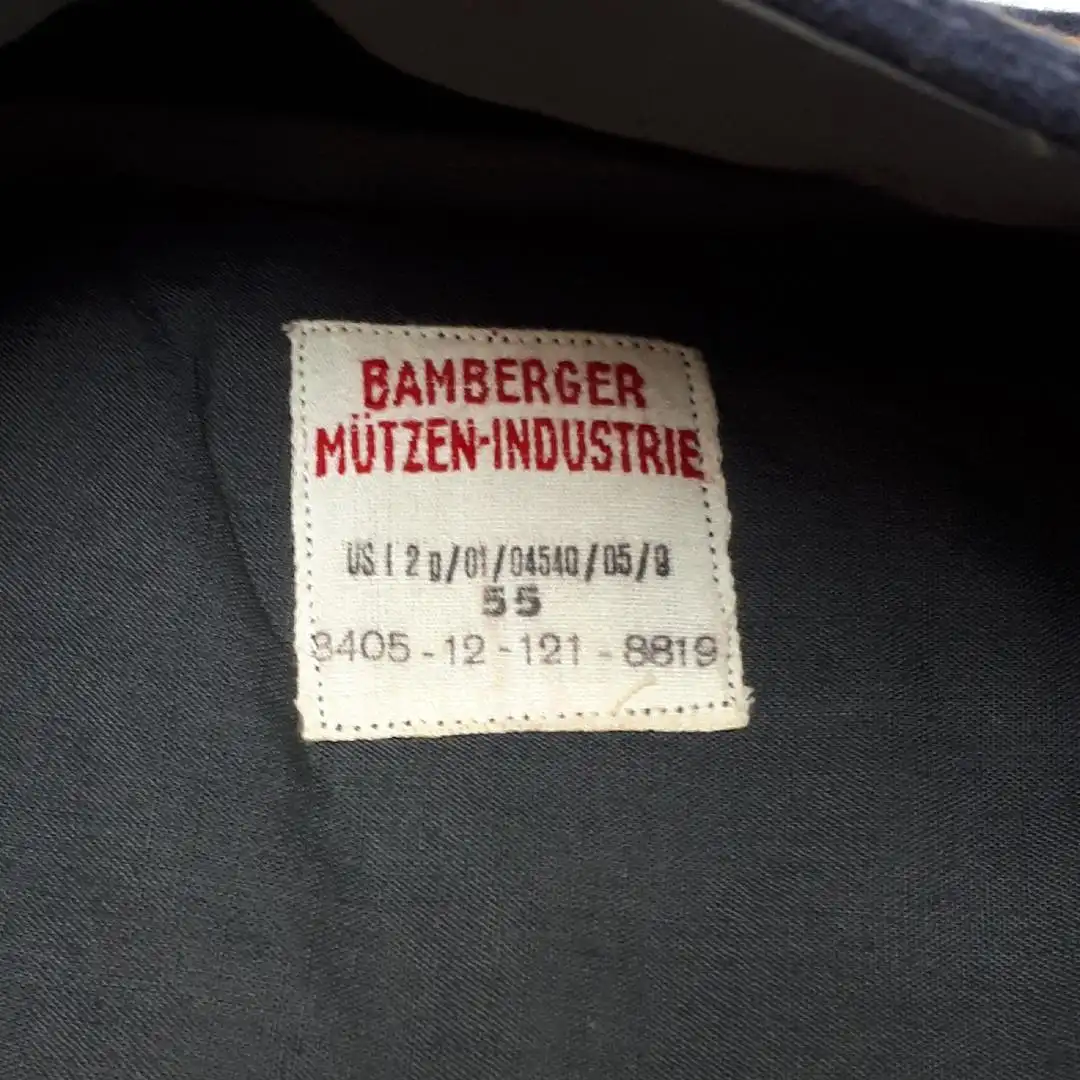 BAMBERGER
MÜTZEN-INDUSTRIE
US I 2 g/01/04540/05/8
55
8405-12-121-8819